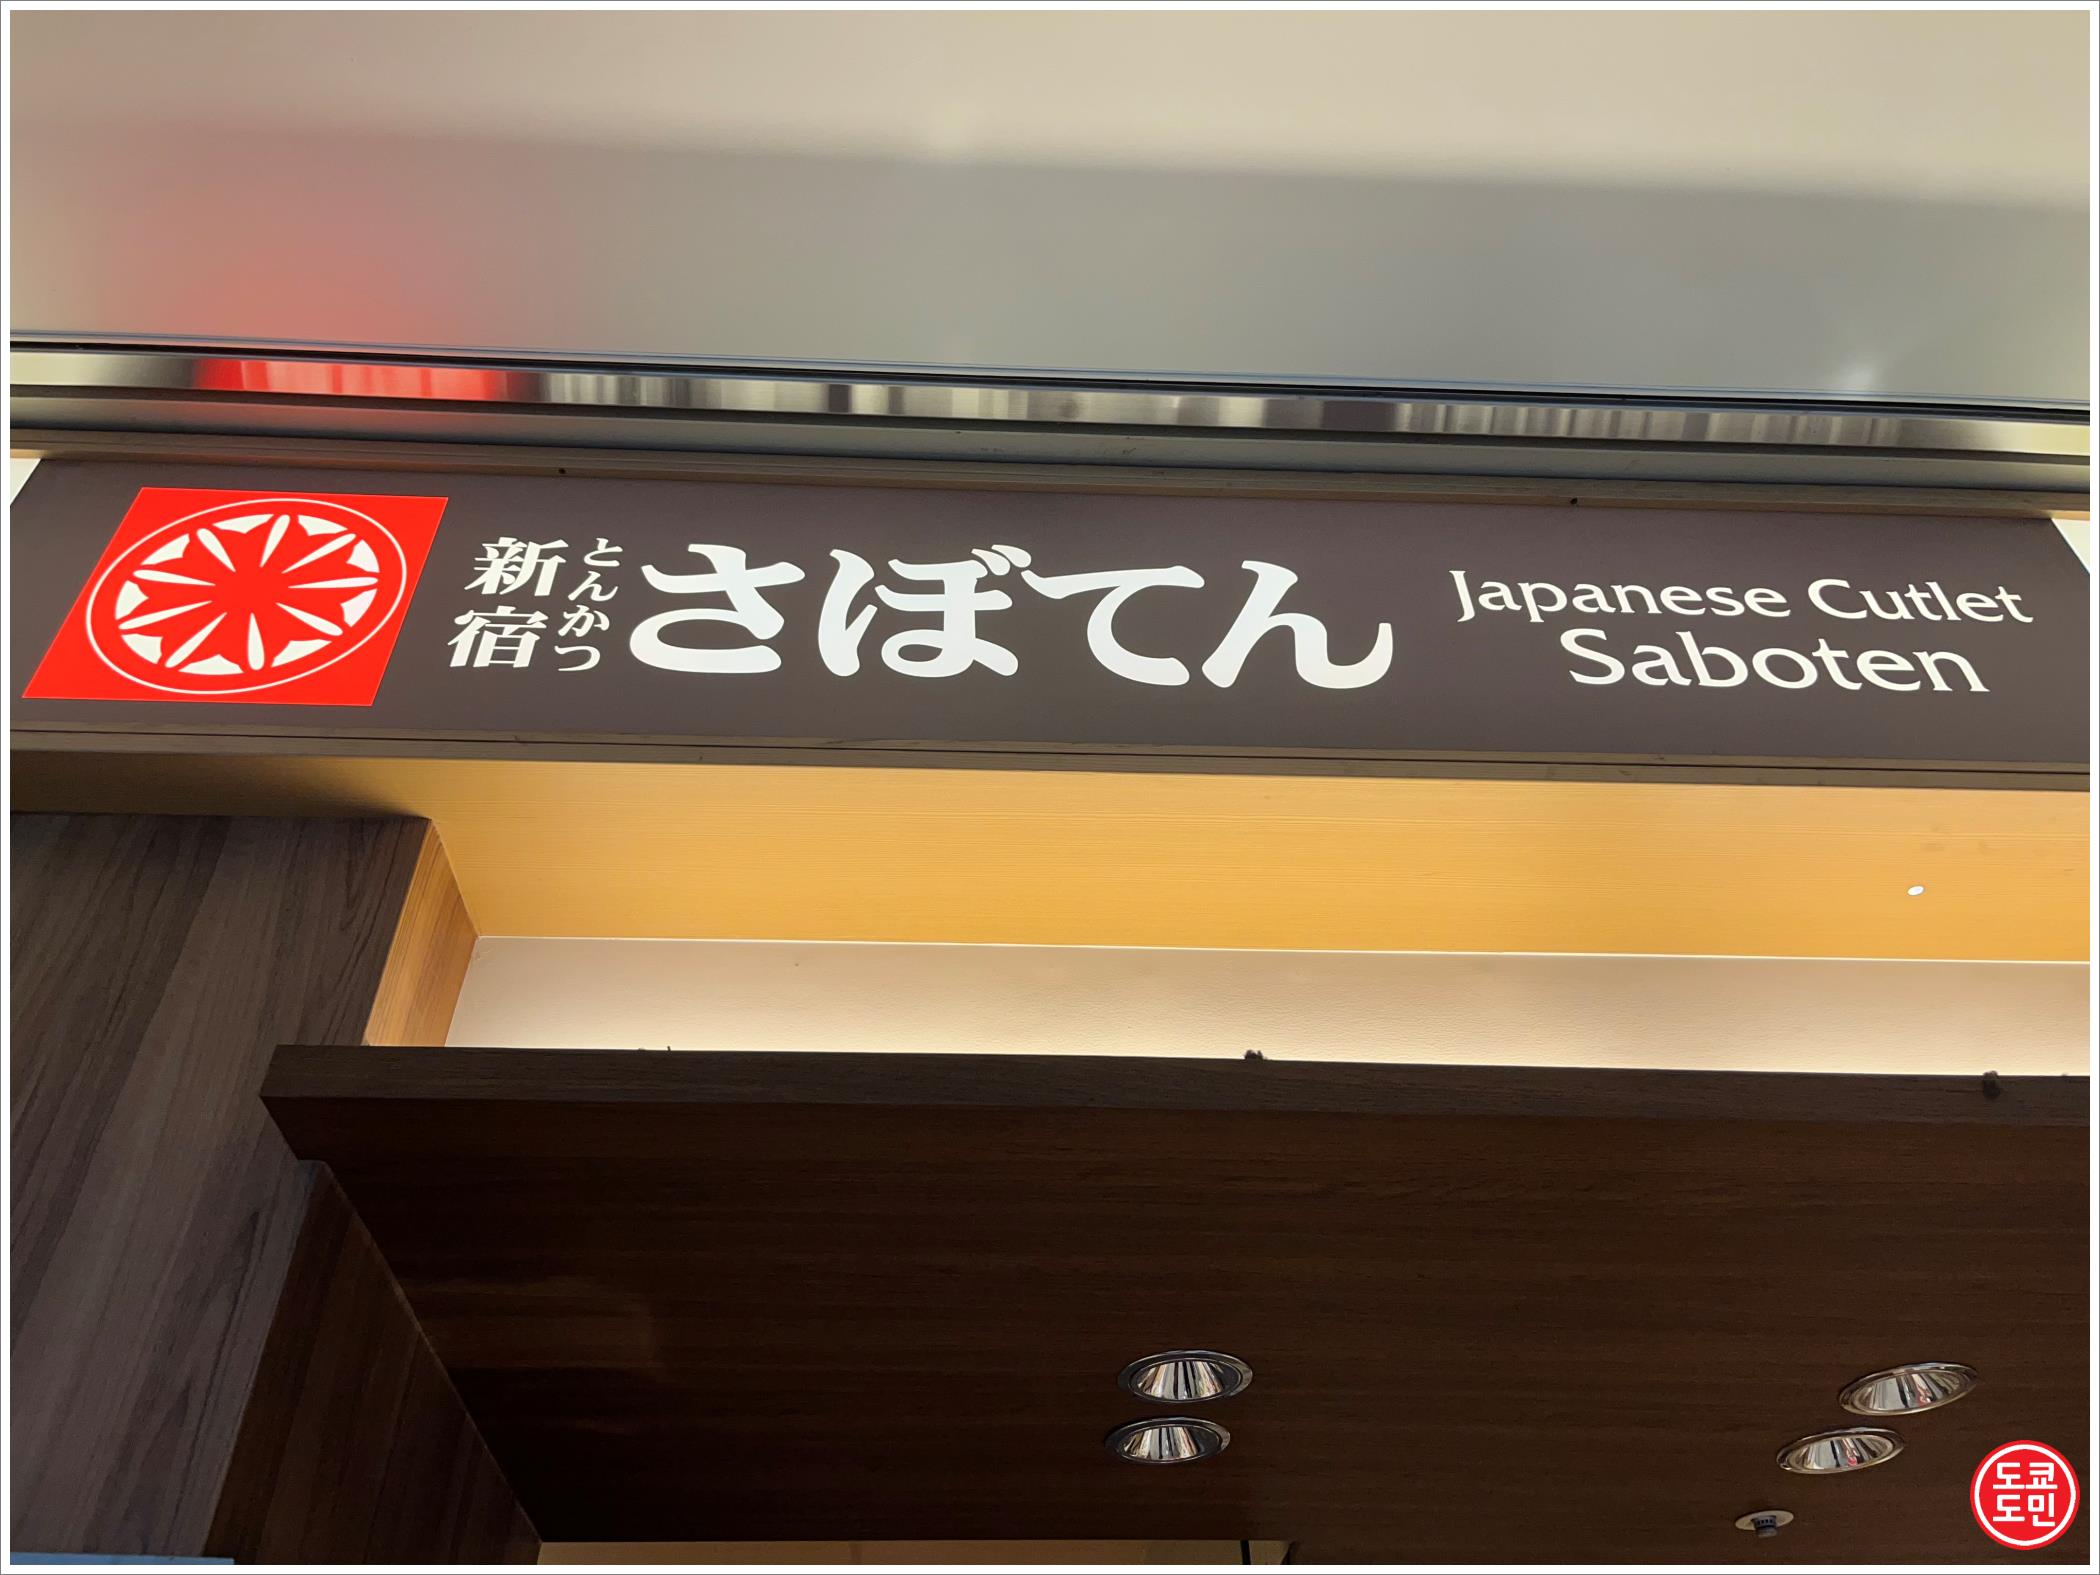 新宿
とんかつ
さぼてん
Japanese Cutlet
Saboten
도쿄
도민